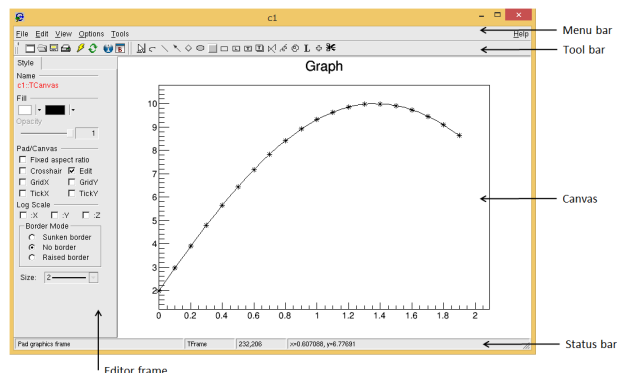 c1
File Edit View Options Tools Help
Menu bar
Tool bar
Style
Name
c1::TCanvas
Fill
Opacity
1
Pad/Canvas
Fixed aspect ratio
Crosshair Edit
GridX GridY
TickX TickY
Log Scale
:X :Y :Z
Border Mode
Sunken border
No border
Raised border
Size: 2
Graph
10
9
8
7
6
5
4
3
2
0 0.2 0.4 0.6 0.8 1 1.2 1.4 1.6 1.8 2
Canvas
Pad graphics frame TFrame 232,206 x=0.607088, y=6.77691
Status bar
Editor frame